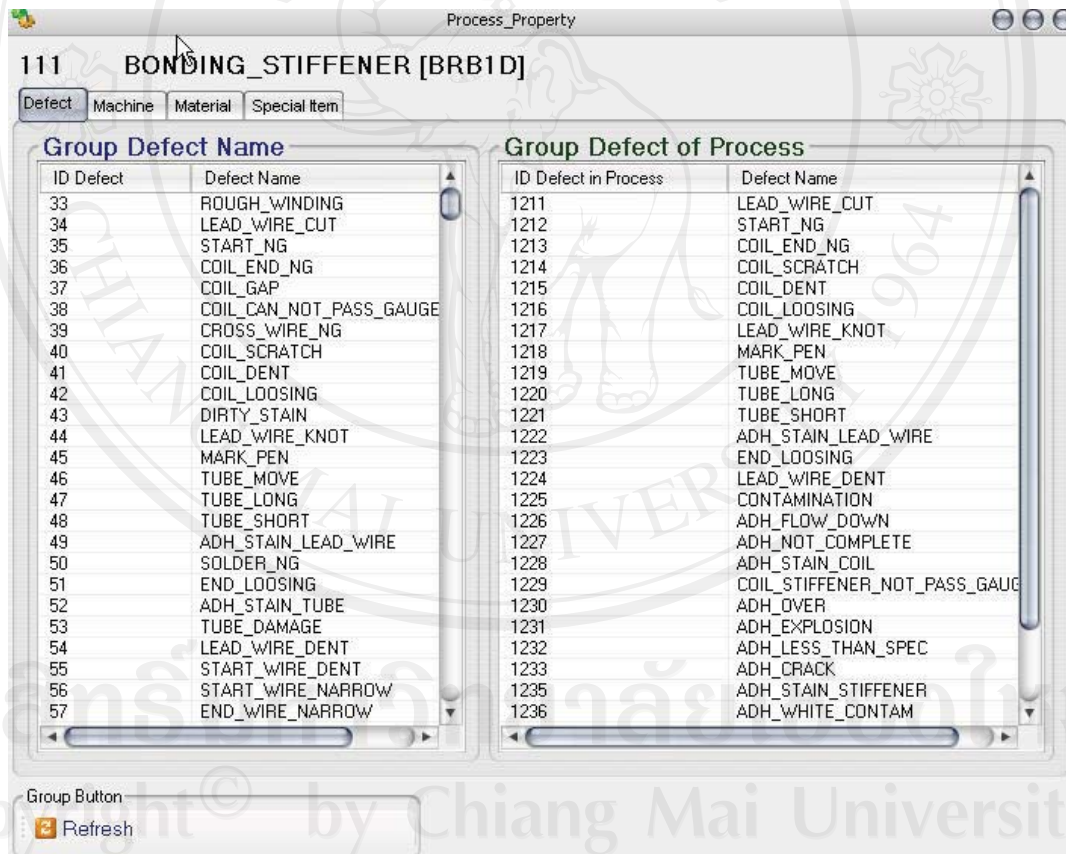 Process_Property
111 BONDING_STIFFENER [BRB1D]
Defect Machine Material Special Item
Group Defect Name
ID Defect Defect Name
33 ROUGH_WINDING
34 LEAD_WIRE_CUT
35 START_NG
36 COIL_END_NG
37 COIL_GAP
38 COIL_CAN_NOT_PASS_GAUGE
39 CROSS_WIRE_NG
40 COIL_SCRATCH
41 COIL_DENT
42 COIL_LOOSING
43 DIRTY_STAIN
44 LEAD_WIRE_KNOT
45 MARK_PEN
46 TUBE_MOVE
47 TUBE_LONG
48 TUBE_SHORT
49 ADH_STAIN_LEAD_WIRE
50 SOLDER_NG
51 END_LOOSING
52 ADH_STAIN_TUBE
53 TUBE_DAMAGE
54 LEAD_WIRE_DENT
55 START_WIRE_DENT
56 START_WIRE_NARROW
57 END_WIRE_NARROW
Group Defect of Process
ID Defect in Process Defect Name
1211 LEAD_WIRE_CUT
1212 START_NG
1213 COIL_END_NG
1214 COIL_SCRATCH
1215 COIL_DENT
1216 COIL_LOOSING
1217 LEAD_WIRE_KNOT
1218 MARK_PEN
1219 TUBE_MOVE
1220 TUBE_LONG
1221 TUBE_SHORT
1222 ADH_STAIN_LEAD_WIRE
1223 END_LOOSING
1224 LEAD_WIRE_DENT
1225 CONTAMINATION
1226 ADH_FLOW_DOWN
1227 ADH_NOT_COMPLETE
1228 ADH_STAIN_COIL
1229 COIL_STIFFENER_NOT_PASS_GAUG
1230 ADH_OVER
1231 ADH_EXPLOSION
1232 ADH_LESS_THAN_SPEC
1233 ADH_CRACK
1235 ADH_STAIN_STIFFENER
1236 ADH_WHITE_CONTAM
Group Button
Refresh
CHIANG MAI UNIVERSITY 1964
by Chiang Mai Universit